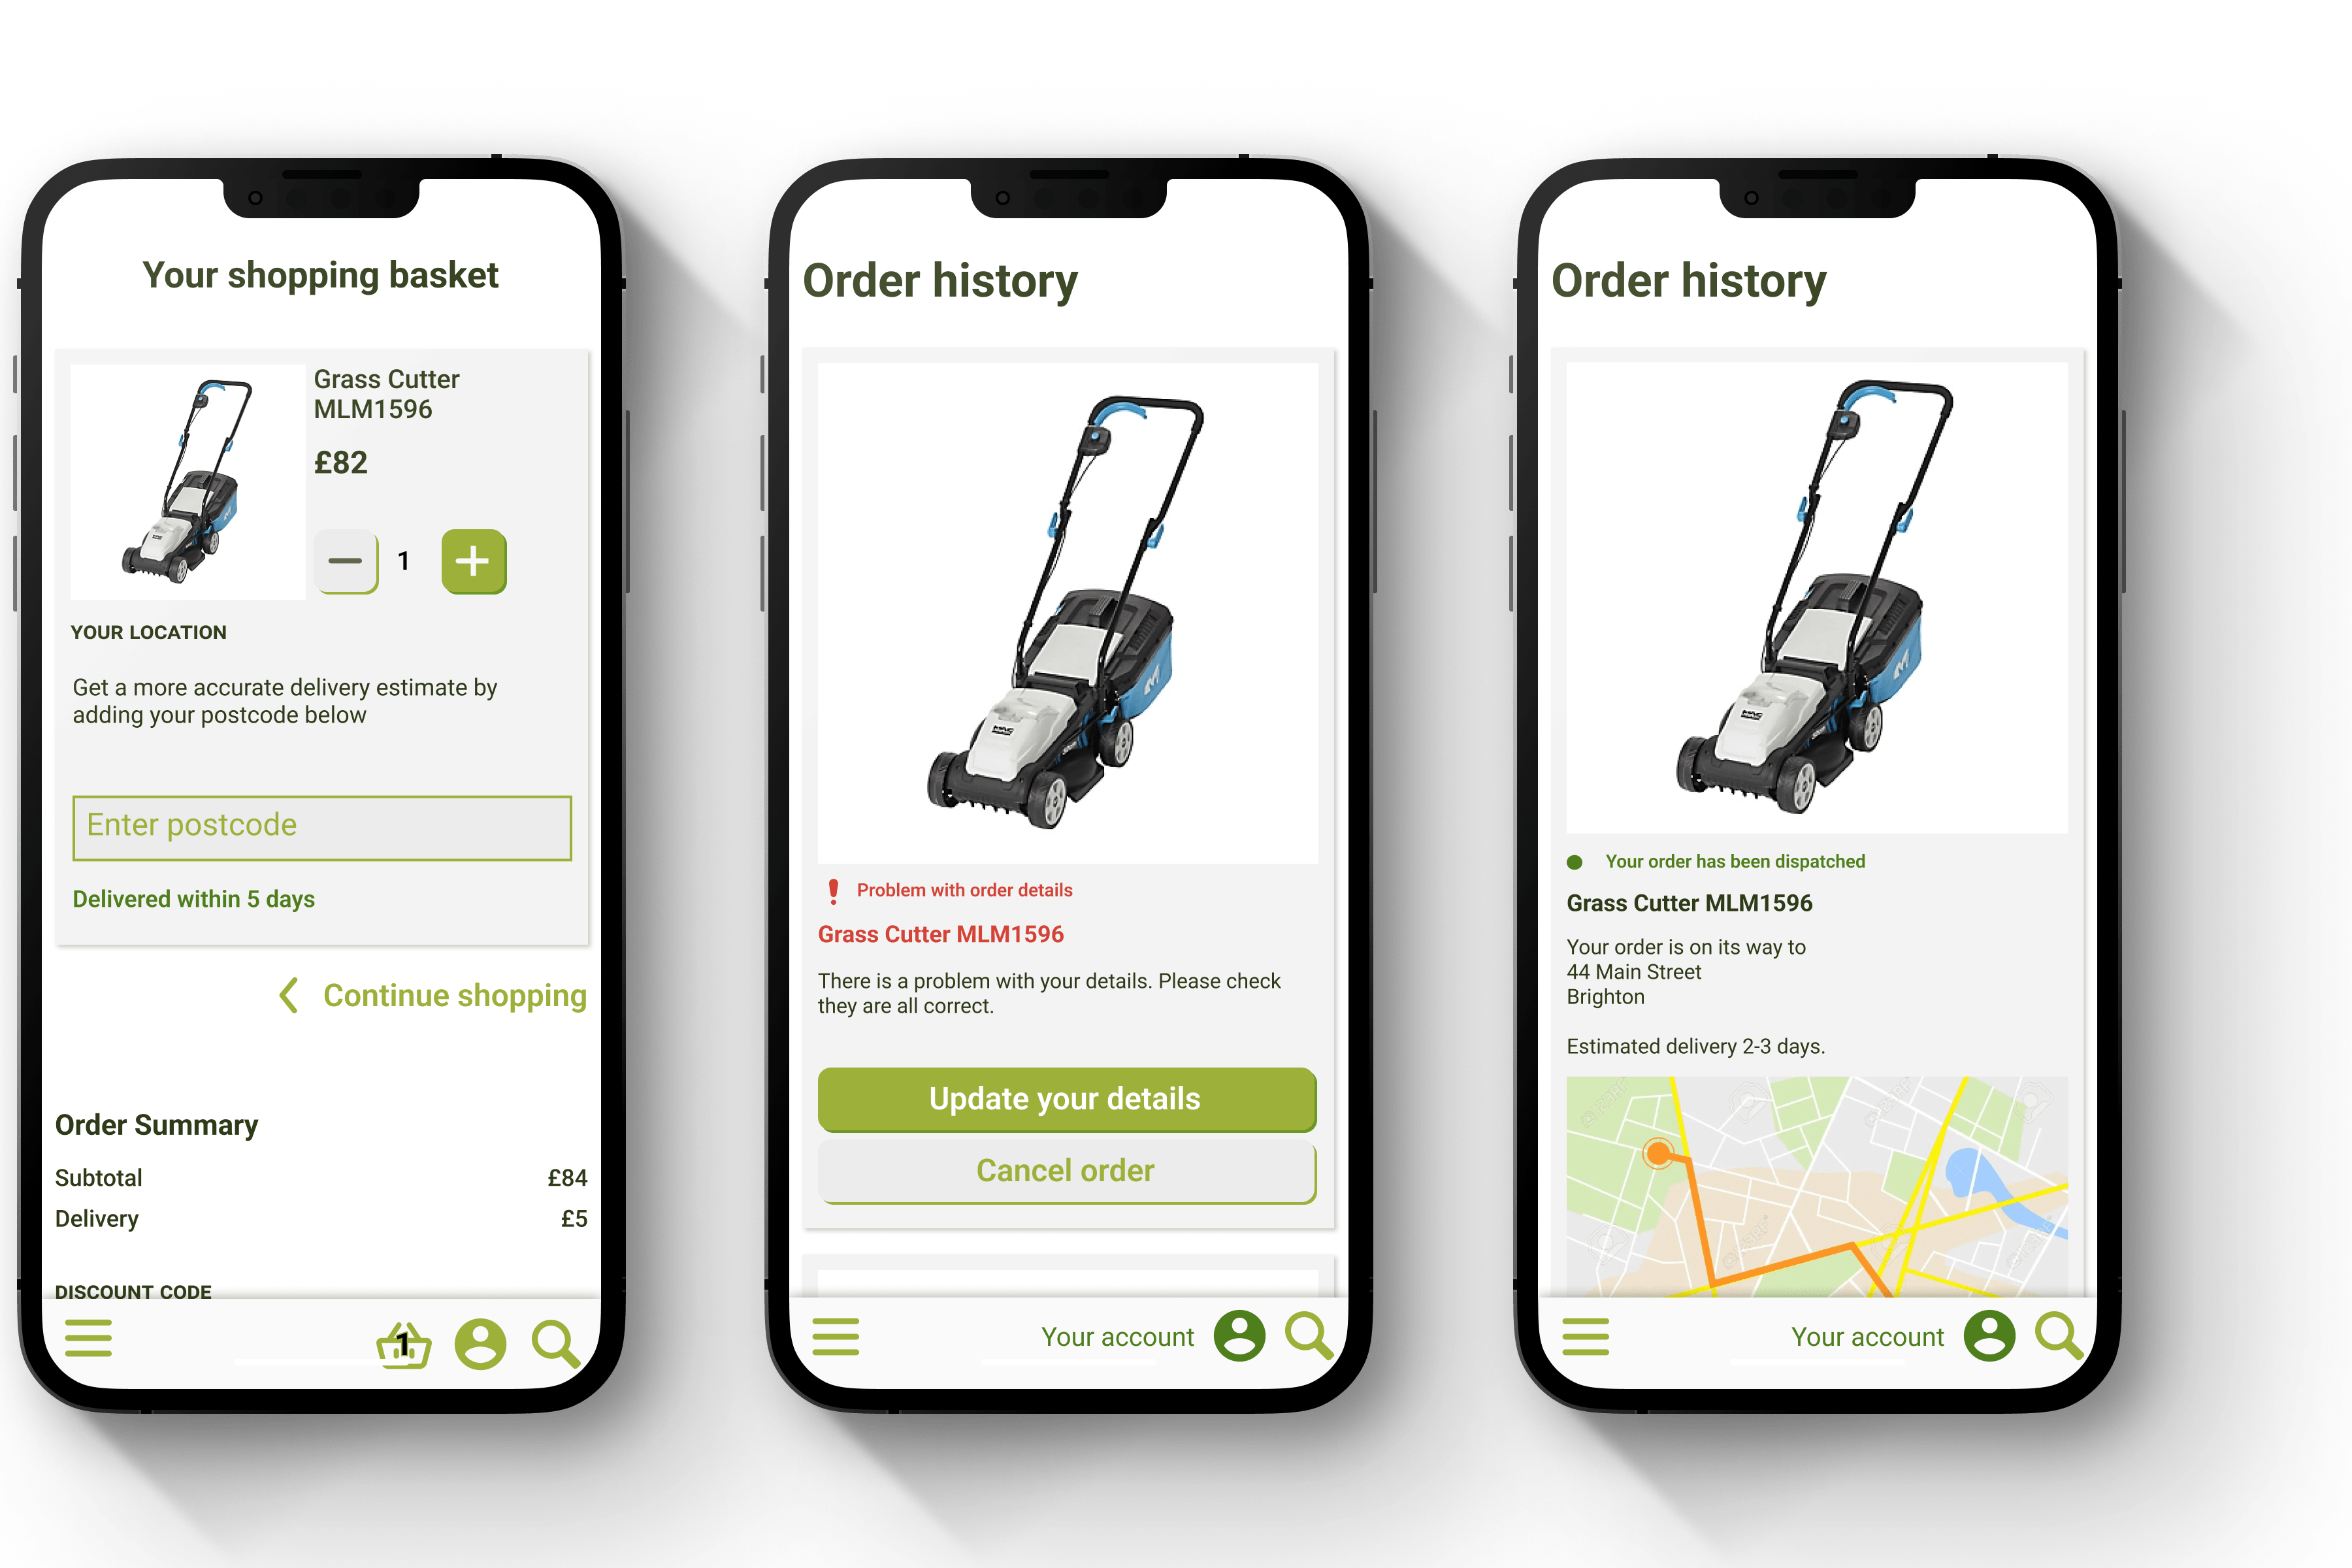 Your shopping basket
Grass Cutter
MLM1596
£82
1
YOUR LOCATION
Get a more accurate delivery estimate by
adding your postcode below
Enter postcode
Delivered within 5 days
Continue shopping
Order Summary
Subtotal £84
Delivery £5
DISCOUNT CODE
1
Order history
Problem with order details
Grass Cutter MLM1596
There is a problem with your details. Please check
they are all correct.
Update your details
Cancel order
Your account
Order history
Your order has been dispatched
Grass Cutter MLM1596
Your order is on its way to
44 Main Street
Brighton
Estimated delivery 2-3 days.
Your account